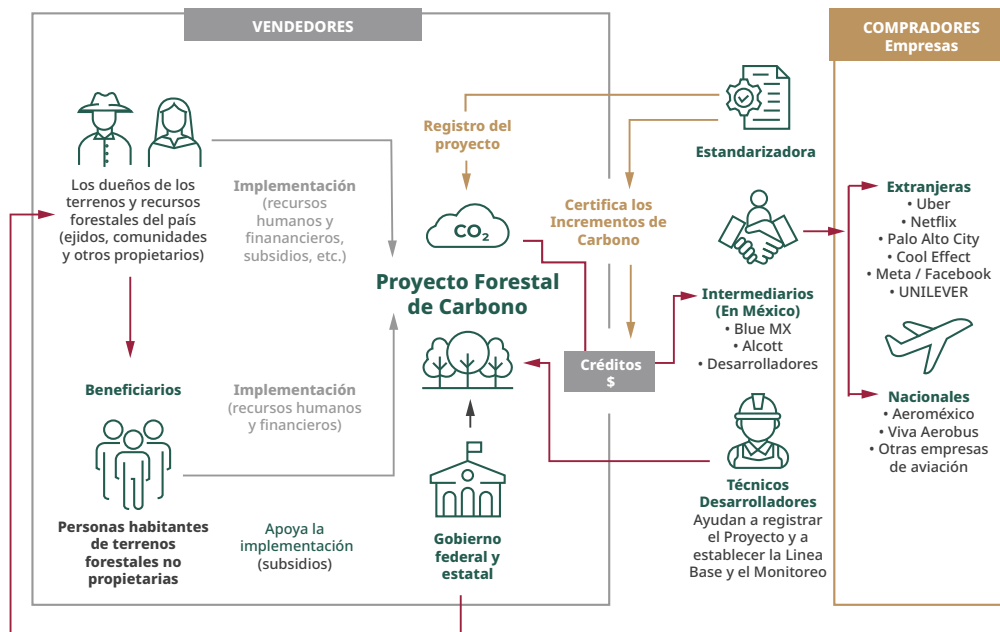 VENDEDORES
COMPRADORES
Empresas
Registro del
proyecto
Estandarizadora
Los dueños de los
terrenos y recursos
forestales del país
(ejidos, comunidades
y otros propietarios)
Implementación
(recursos
humanos y
finanancieros,
subsidios, etc.)
CO₂
Certifica los
Incrementos de
Carbono
Proyecto Forestal
de Carbono
Extranjeras
• Uber
• Netflix
• Palo Alto City
• Cool Effect
• Meta / Facebook
• UNILEVER
Intermediarios
(En México)
• Blue MX
• Alcott
• Desarrolladores
Créditos
$
Beneficiarios
Implementación
(recursos humanos
y financieros)
Nacionales
• Aeroméxico
• Viva Aerobus
• Otras empresas
de aviación
Personas habitantes
de terrenos
forestales no
propietarias
Apoya la
implementación
(subsidios)
Gobierno
federal y
estatal
Técnicos
Desarrolladores
Ayudan a registrar
el Proyecto y a
establecer la Linea
Base y el Monitoreo